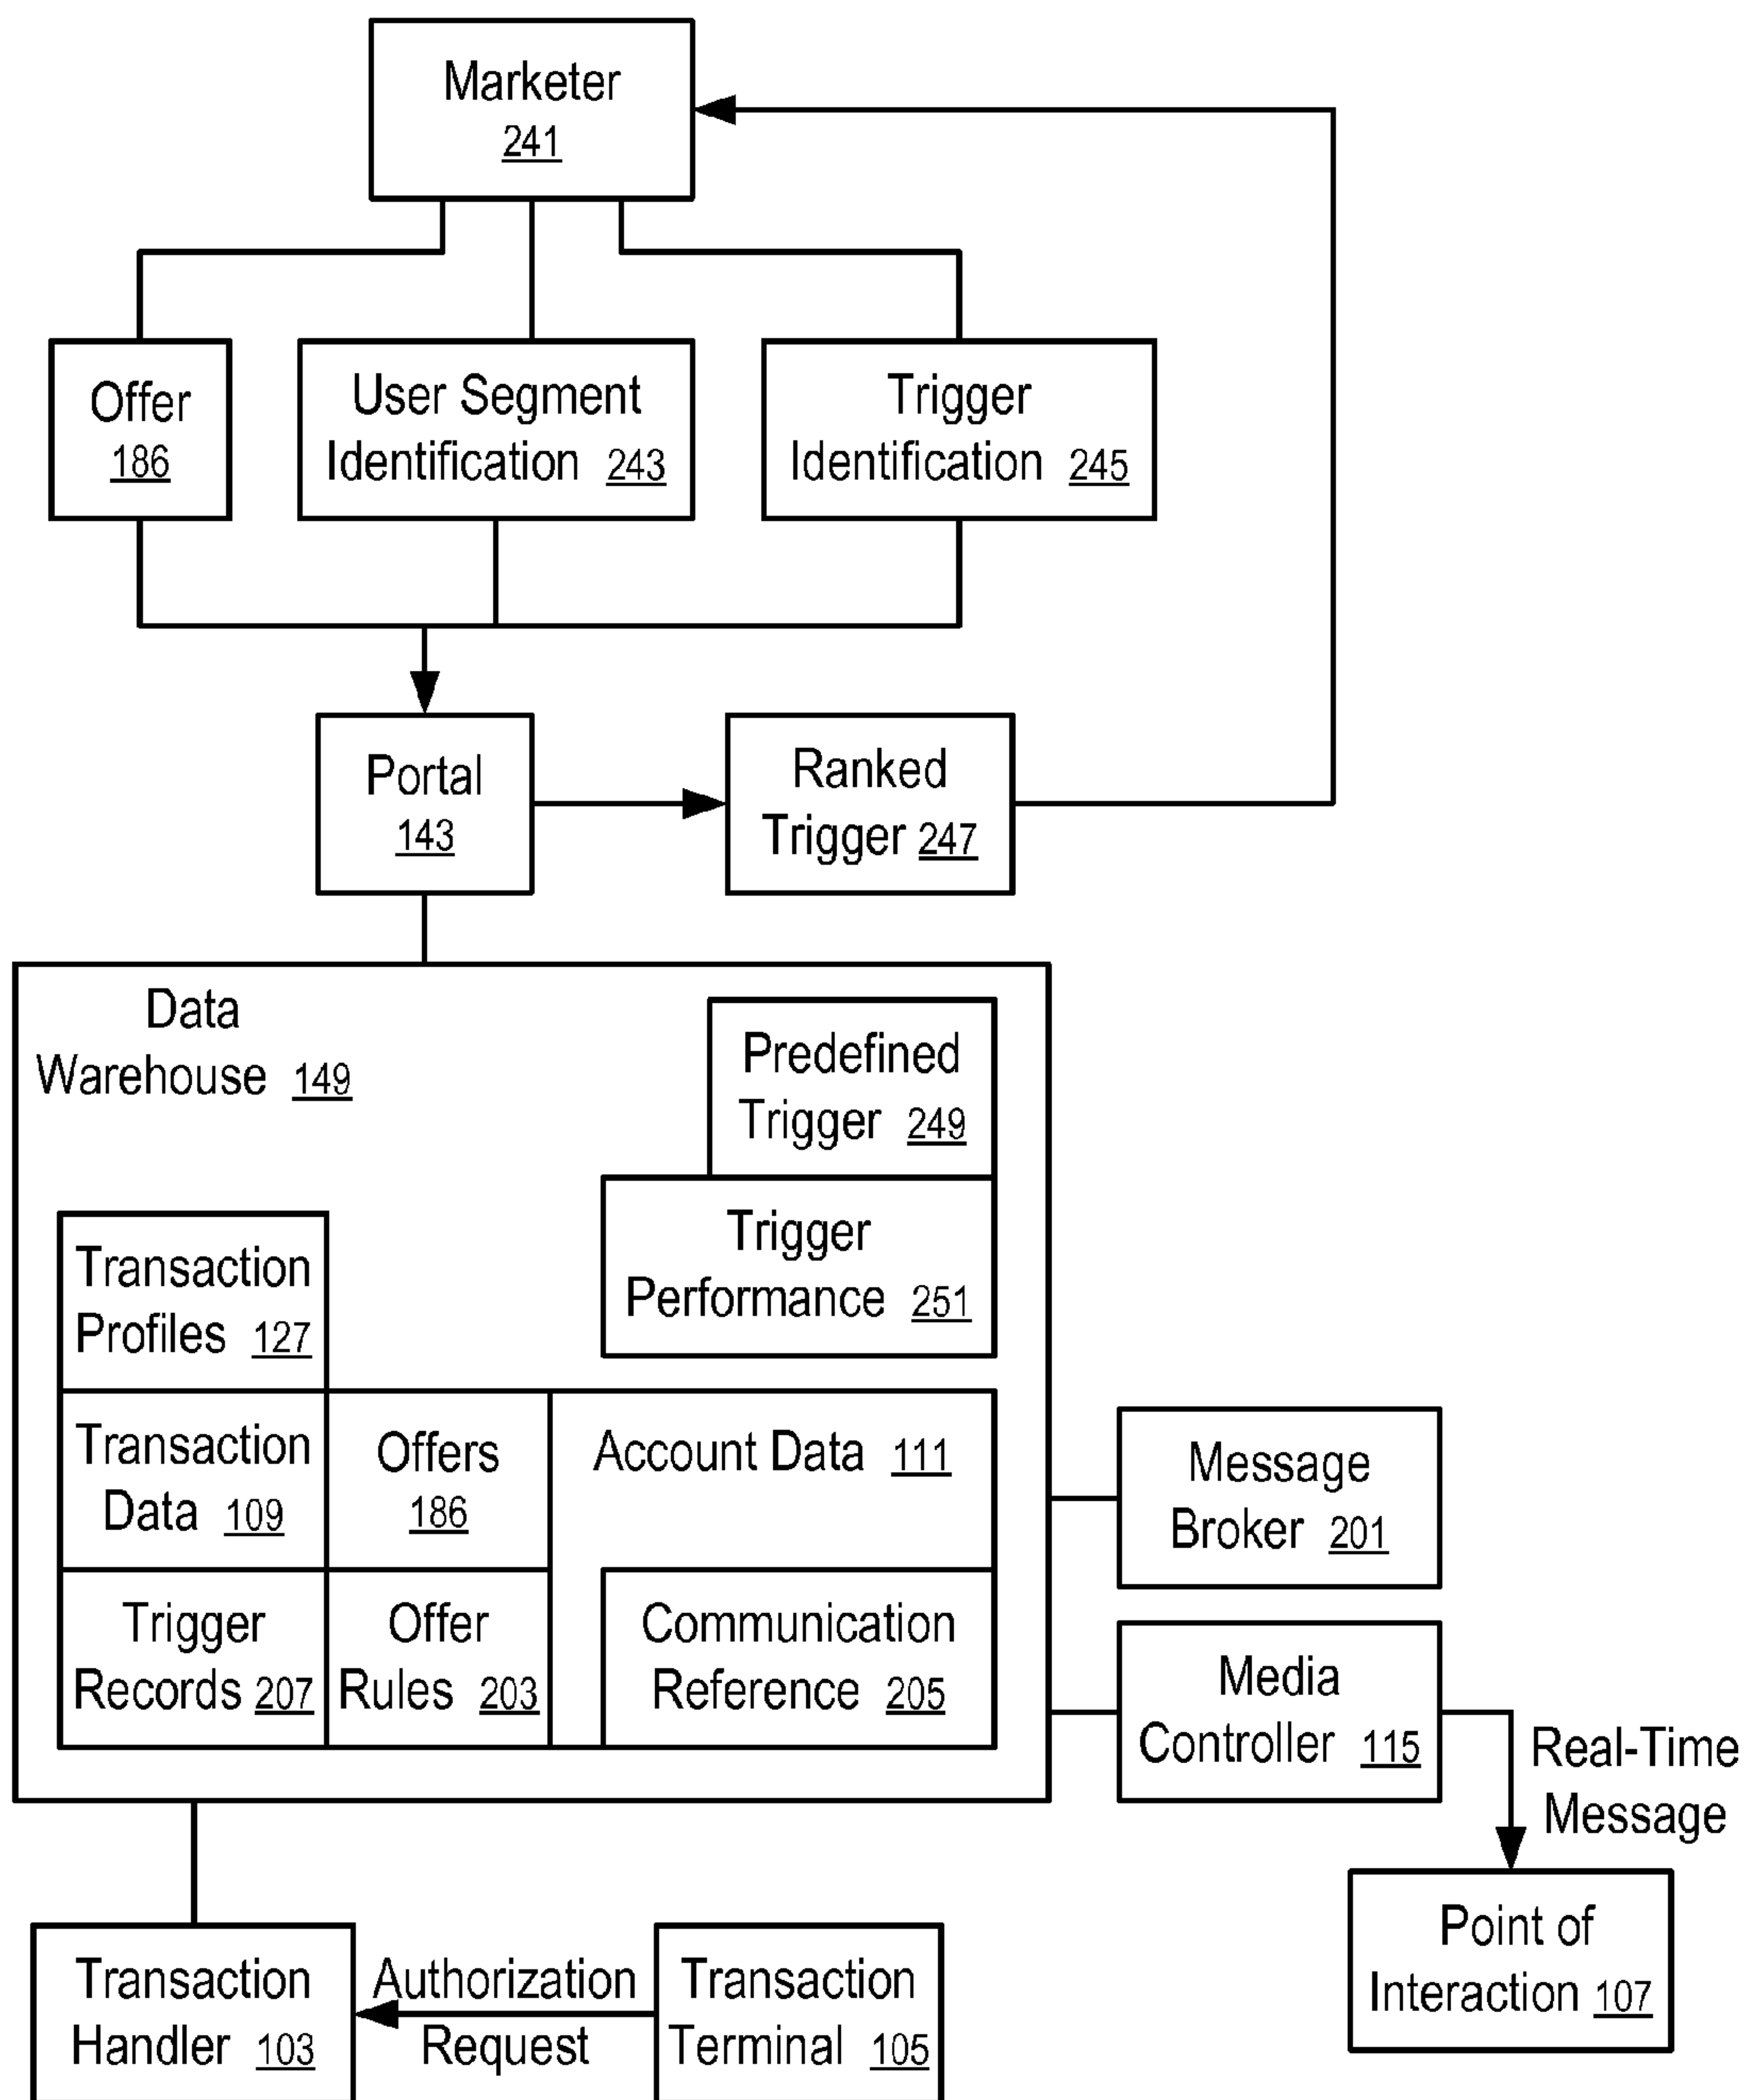 Marketer
241
Offer
186
User Segment
Identification 243
Trigger
Identification 245
Portal
143
Ranked
Trigger 247
Data
Warehouse 149
Predefined
Trigger 249
Trigger
Performance 251
Transaction
Profiles 127
Transaction
Data 109
Offers
186
Account Data 111
Trigger
Records 207
Offer
Rules 203
Communication
Reference 205
Message
Broker 201
Media
Controller 115
Real-Time
Message
Point of
Interaction 107
Transaction
Handler 103
Authorization
Request
Transaction
Terminal 105